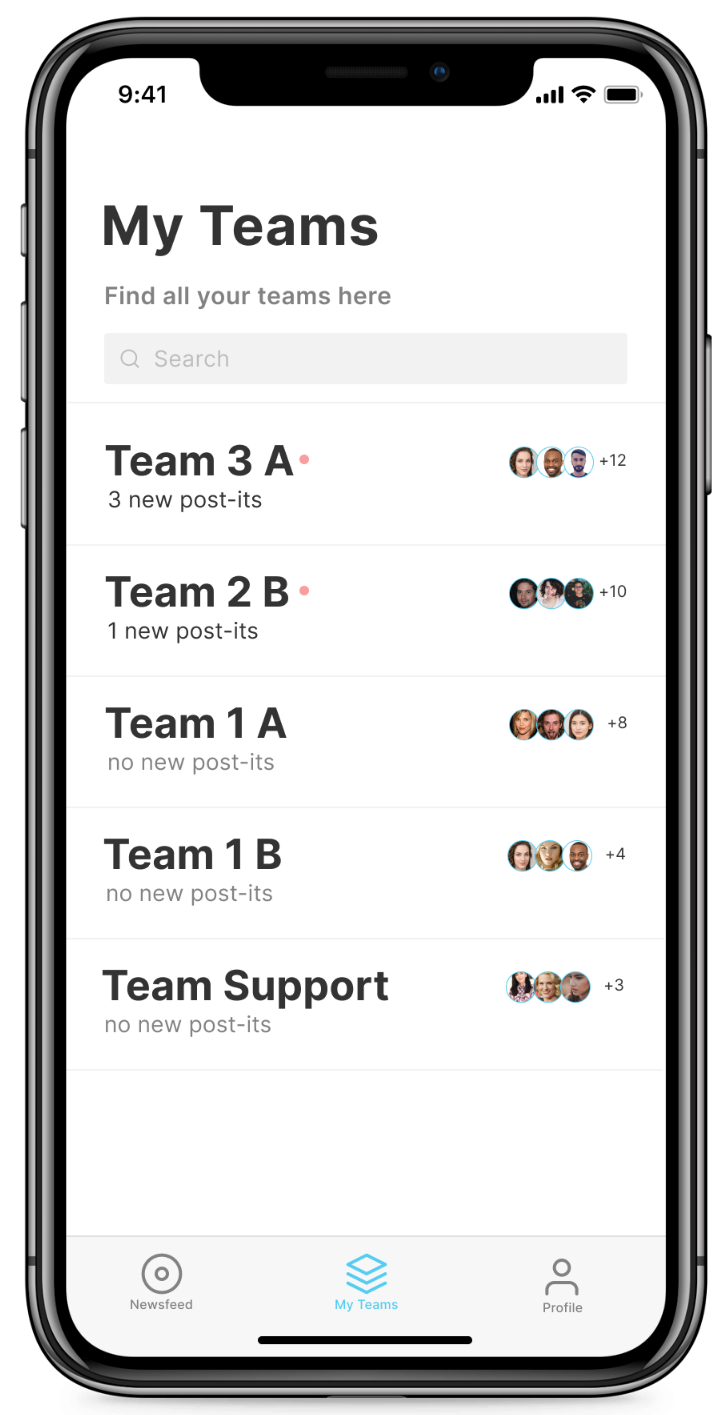 9:41
My Teams
Find all your teams here
Search
Team 3 A
+12
3 new post-its
Team 2 B
+10
1 new post-its
Team 1 A
+8
no new post-its
Team 1 B
+4
no new post-its
Team Support
+3
no new post-its
Newsfeed
My Teams
Profile